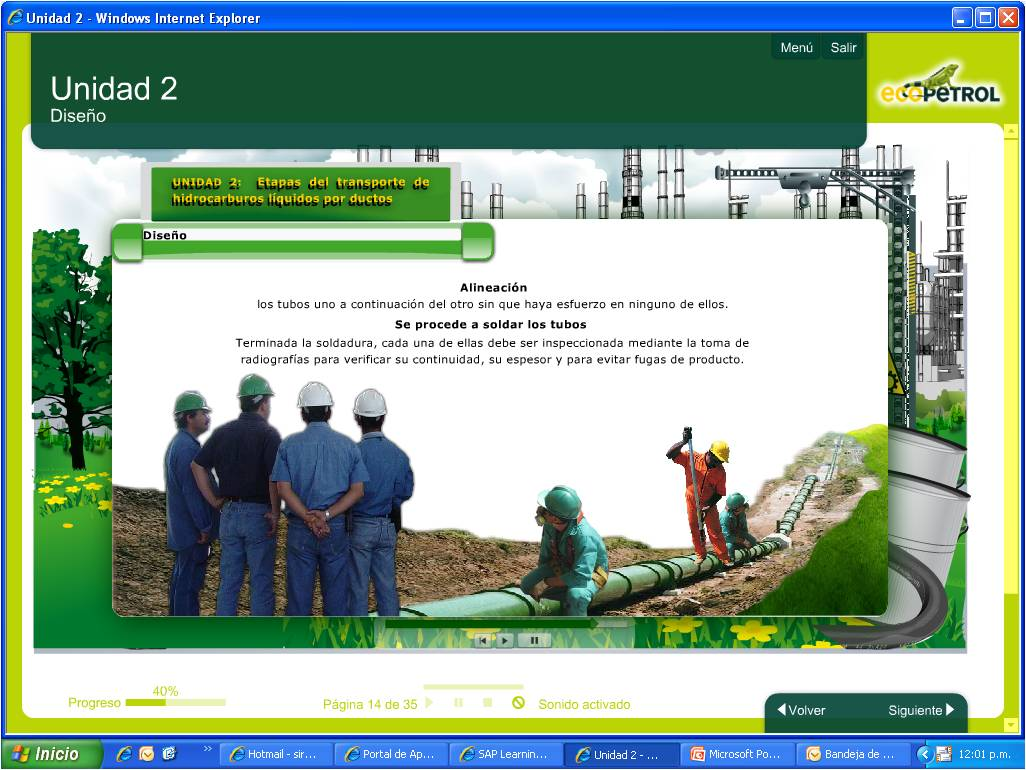 Unidad 2 - Windows Internet Explorer
Menú Salir
Unidad 2
Diseño
ecoPETROL
UNIDAD 2: Etapas del transporte de
hidrocarburos líquidos por ductos
Diseño
Alineación
los tubos uno a continuación del otro sin que haya esfuerzo en ninguno de ellos.
Se procede a soldar los tubos
Terminada la soldadura, cada una de ellas debe ser inspeccionada mediante la toma de
radiografías para verificar su continuidad, su espesor y para evitar fugas de producto.
40%
Progreso
Página 14 de 35
Sonido activado
Volver
Siguiente
Inicio
»
Hotmail - sir...
Portal de Ap...
SAP Learnin...
Unidad 2 - ...
Microsoft Po...
Bandeja de ...
12:01 p.m.